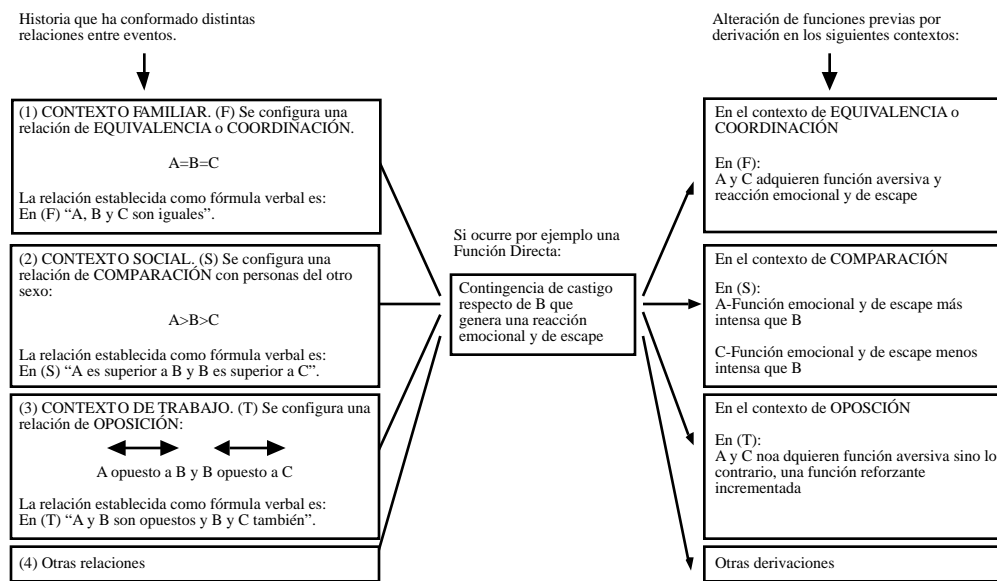 Historia que ha conformado distintas
relaciones entre eventos.
(1) CONTEXTO FAMILIAR. (F) Se configura una
relación de EQUIVALENCIA o COORDINACIÓN.
A=B=C
La relación establecida como fórmula verbal es:
En (F) “A, B y C son iguales”.
(2) CONTEXTO SOCIAL. (S) Se configura una
relación de COMPARACIÓN con personas del otro
sexo:
A>B>C
La relación establecida como fórmula verbal es:
En (S) “A es superior a B y B es superior a C”.
(3) CONTEXTO DE TRABAJO. (T) Se configura una
relación de OPOSICIÓN:
A opuesto a B y B opuesto a C
La relación establecida como fórmula verbal es:
En (T) “A y B son opuestos y B y C también”.
(4) Otras relaciones
Si ocurre por ejemplo una
Función Directa:
Contingencia de castigo
respecto de B que
genera una reacción
emocional y de escape
Alteración de funciones previas por
derivación en los siguientes contextos:
En el contexto de EQUIVALENCIA o
COORDINACIÓN
En (F):
A y C adquieren función aversiva y
reacción emocional y de escape
En el contexto de COMPARACIÓN
En (S):
A-Función emocional y de escape más
intensa que B
C-Función emocional y de escape menos
intensa que B
En el contexto de OPOSCIÓN
En (T):
A y C noa dquieren función aversiva sino lo
contrario, una función reforzante
incrementada
Otras derivaciones